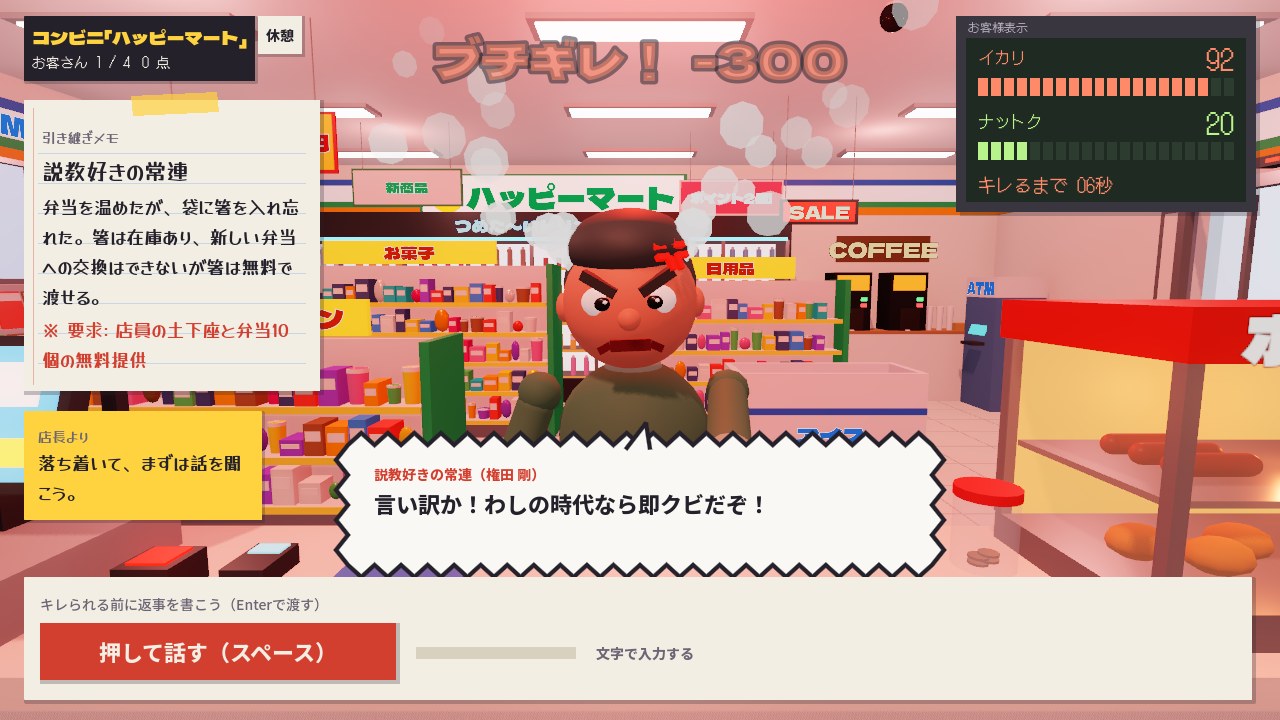 コンビニ「ハッピーマート」
お客さん 1 / 4 0 点
休憩
ブチギレ！ -300
お客様表示
イカリ 92
ナットク 20
キレるまで 06秒
引き継ぎメモ
説教好きの常連
弁当を温めたが、袋に箸を入れ忘
れた。箸は在庫あり、新しい弁当
への交換はできないが箸は無料で
渡せる。
※ 要求: 店員の土下座と弁当10
個の無料提供
店長より
落ち着いて、まずは話を聞
こう。
新商品
ハッピーマート
SALE
お菓子
日用品
COFFEE
ATM
ン
アイス
説教好きの常連（権田 剛）
言い訳か！わしの時代なら即クビだぞ！
キレられる前に返事を書こう（Enterで渡す）
押して話す（スペース）
文字で入力する